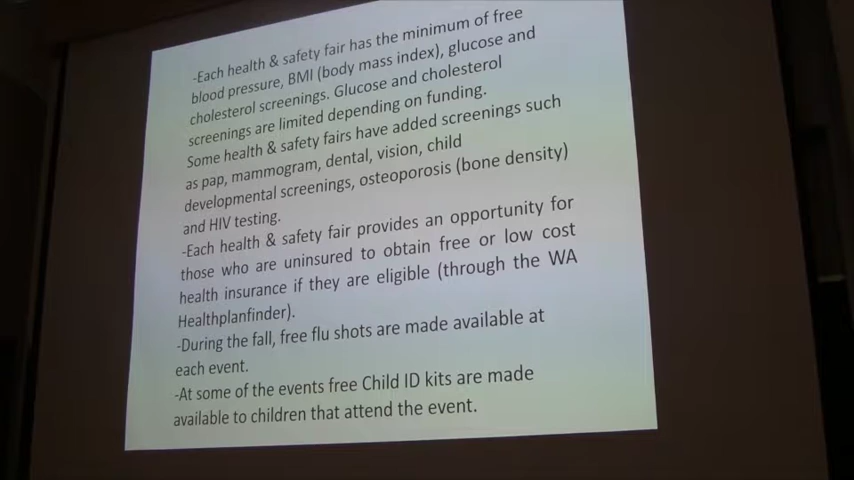 -Each health & safety fair has the minimum of free
blood pressure, BMI (body mass index), glucose and
cholesterol screenings. Glucose and cholesterol
screenings are limited depending on funding.
Some health & safety fairs have added screenings such
as pap, mammogram, dental, vision, child
developmental screenings, osteoporosis (bone density)
and HIV testing.
-Each health & safety fair provides an opportunity for
those who are uninsured to obtain free or low cost
health insurance if they are eligible (through the WA
Healthplanfinder).
-During the fall, free flu shots are made available at
each event.
-At some of the events free Child ID kits are made
available to children that attend the event.